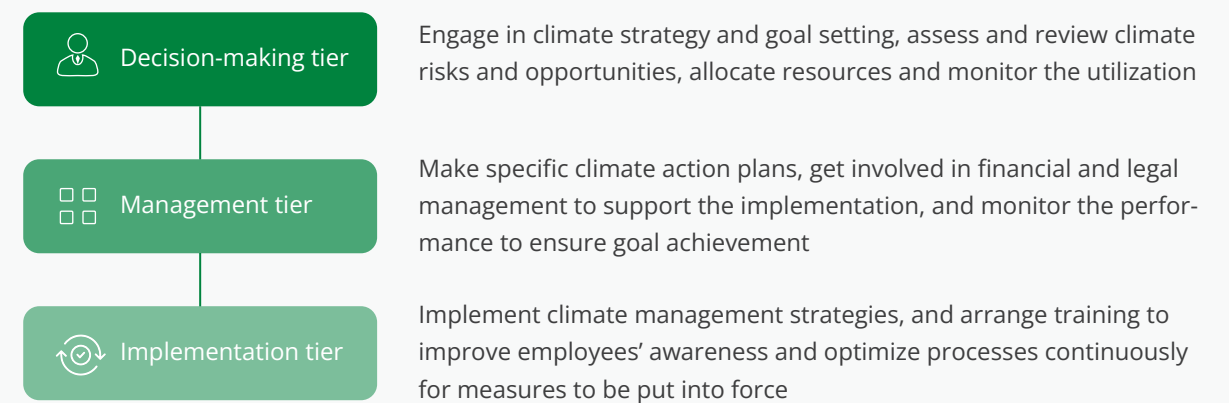 Decision-making tier
Engage in climate strategy and goal setting, assess and review climate
risks and opportunities, allocate resources and monitor the utilization
Management tier
Make specific climate action plans, get involved in financial and legal
management to support the implementation, and monitor the perfor-
mance to ensure goal achievement
Implementation tier
Implement climate management strategies, and arrange training to
improve employees’ awareness and optimize processes continuously
for measures to be put into force